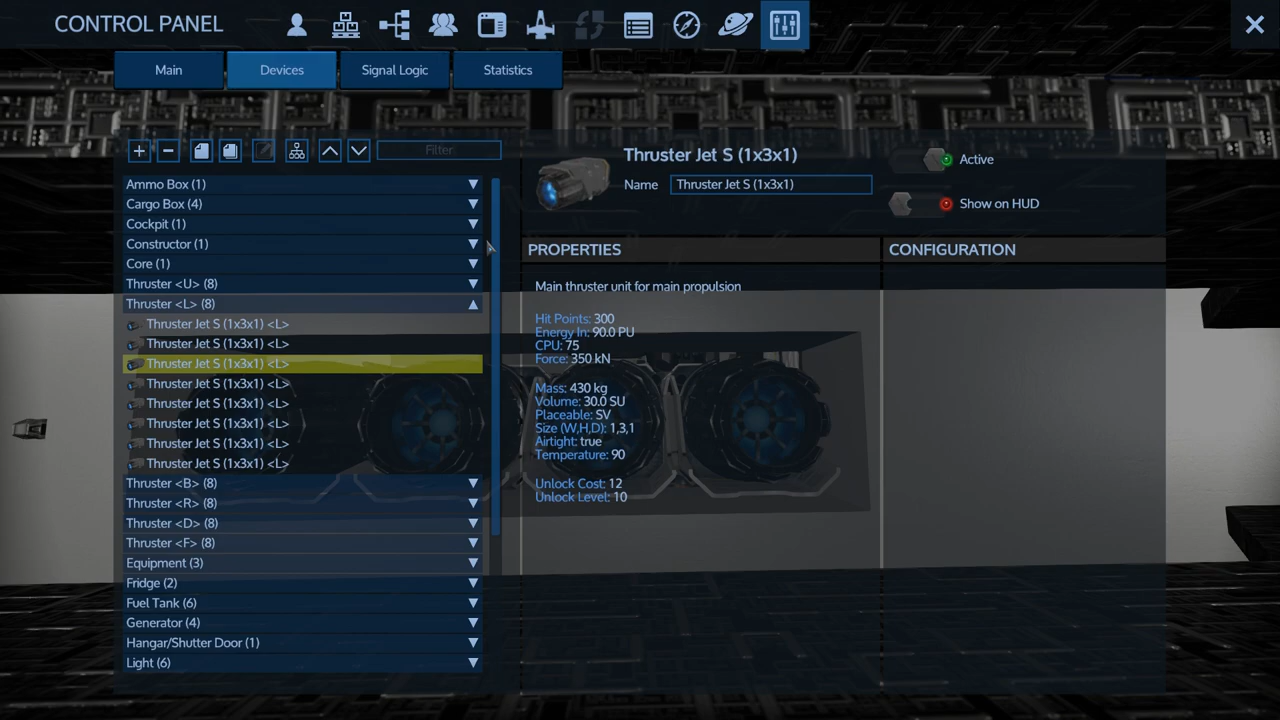 CONTROL PANEL
Main
Devices
Signal Logic
Statistics
Filter
Ammo Box (1)
Cargo Box (4)
Cockpit (1)
Constructor (1)
Core (1)
Thruster <U> (8)
Thruster <L> (8)
Thruster Jet S (1x3x1) <L>
Thruster Jet S (1x3x1) <L>
Thruster Jet S (1x3x1) <L>
Thruster Jet S (1x3x1) <L>
Thruster Jet S (1x3x1) <L>
Thruster Jet S (1x3x1) <L>
Thruster Jet S (1x3x1) <L>
Thruster Jet S (1x3x1) <L>
Thruster <B> (8)
Thruster <R> (8)
Thruster <D> (8)
Thruster <F> (8)
Equipment (3)
Fridge (2)
Fuel Tank (6)
Generator (4)
Hangar/Shutter Door (1)
Light (6)
Thruster Jet S (1x3x1)
Name Thruster Jet S (1x3x1)
Active
Show on HUD
PROPERTIES
Main thruster unit for main propulsion
Hit Points: 300
Energy In: 90.0 PU
CPU: 75
Force: 350 kN
Mass: 430 kg
Volume: 30.0 SU
Placeable: SV
Size (W,H,D): 1,3,1
Airtight: true
Temperature: 90
Unlock Cost: 12
Unlock Level: 10
CONFIGURATION